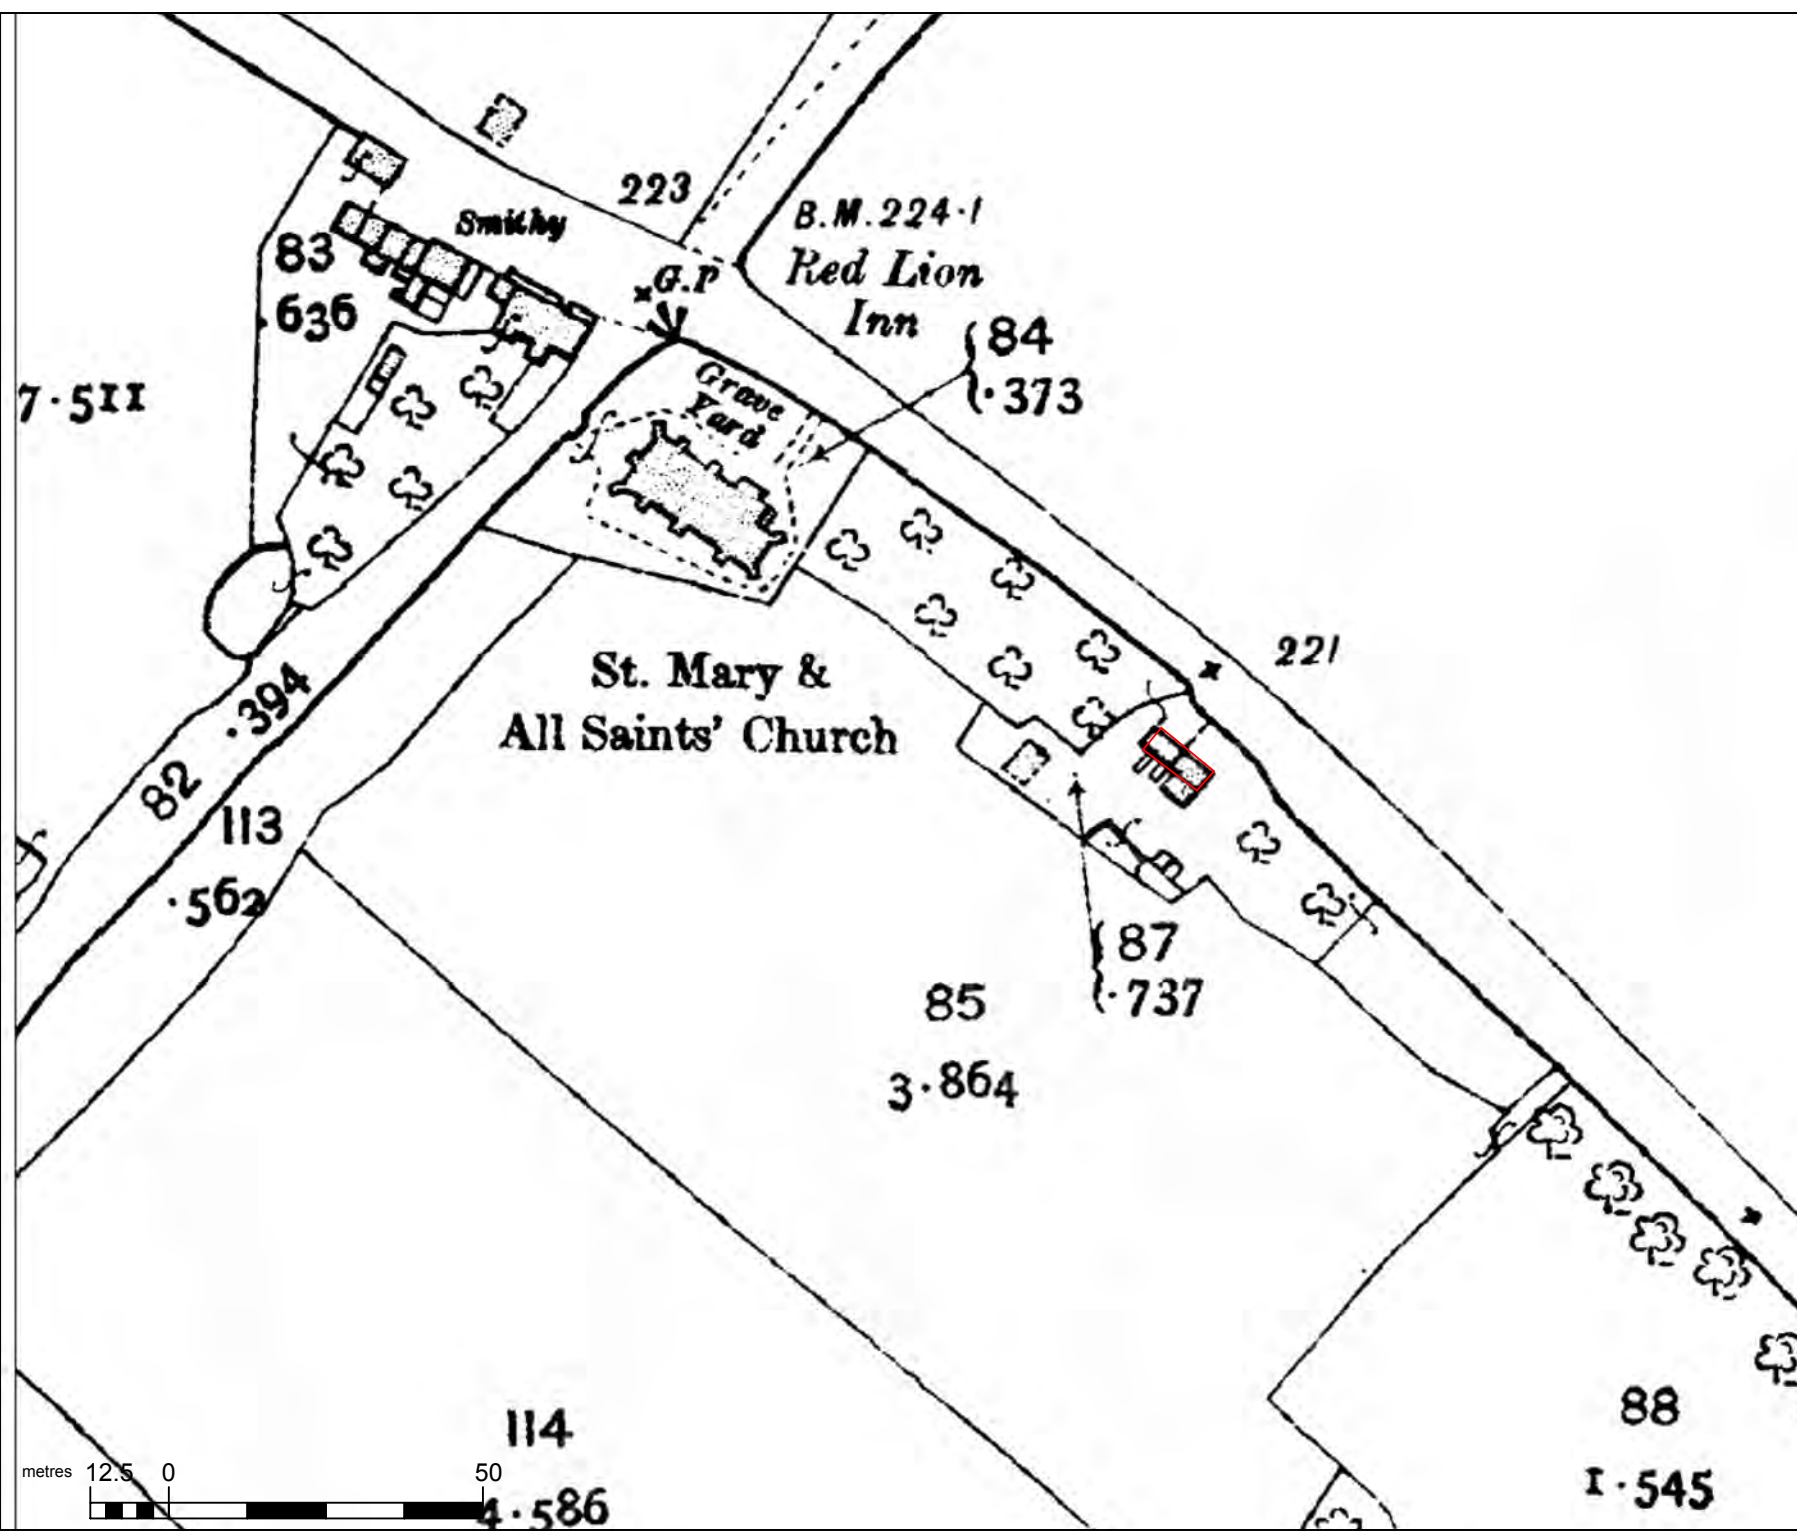 223
Smithy
B.M. 224·1
G.P
Red Lion
Inn
83
·636
84
·373
7·511
Grave
Yard
221
St. Mary &
All Saints' Church
·394
82
113
·562
87
·737
85
3·864
88
1·545
114
4·586
metres 12.5 0 50